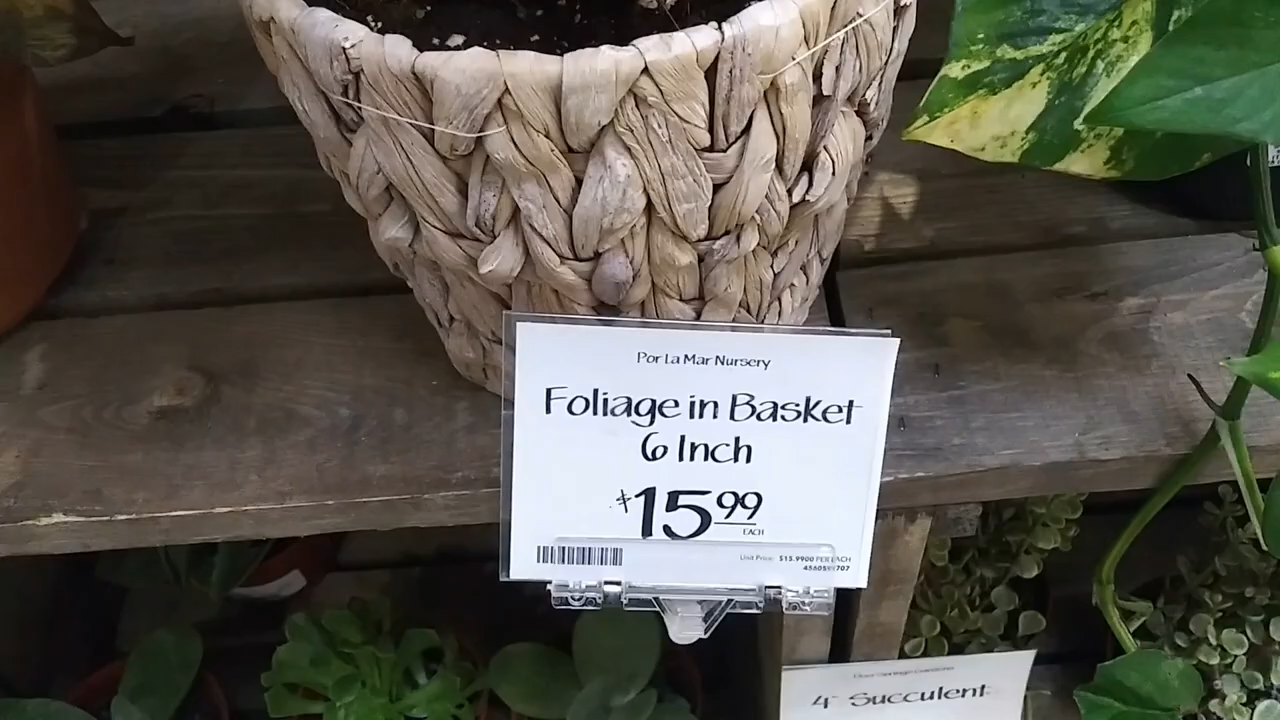 Por La Mar Nursery
Foliage in Basket
6 Inch
$15.99
EACH
Unit Price: $15.9900 PER EACH
4" Succulent